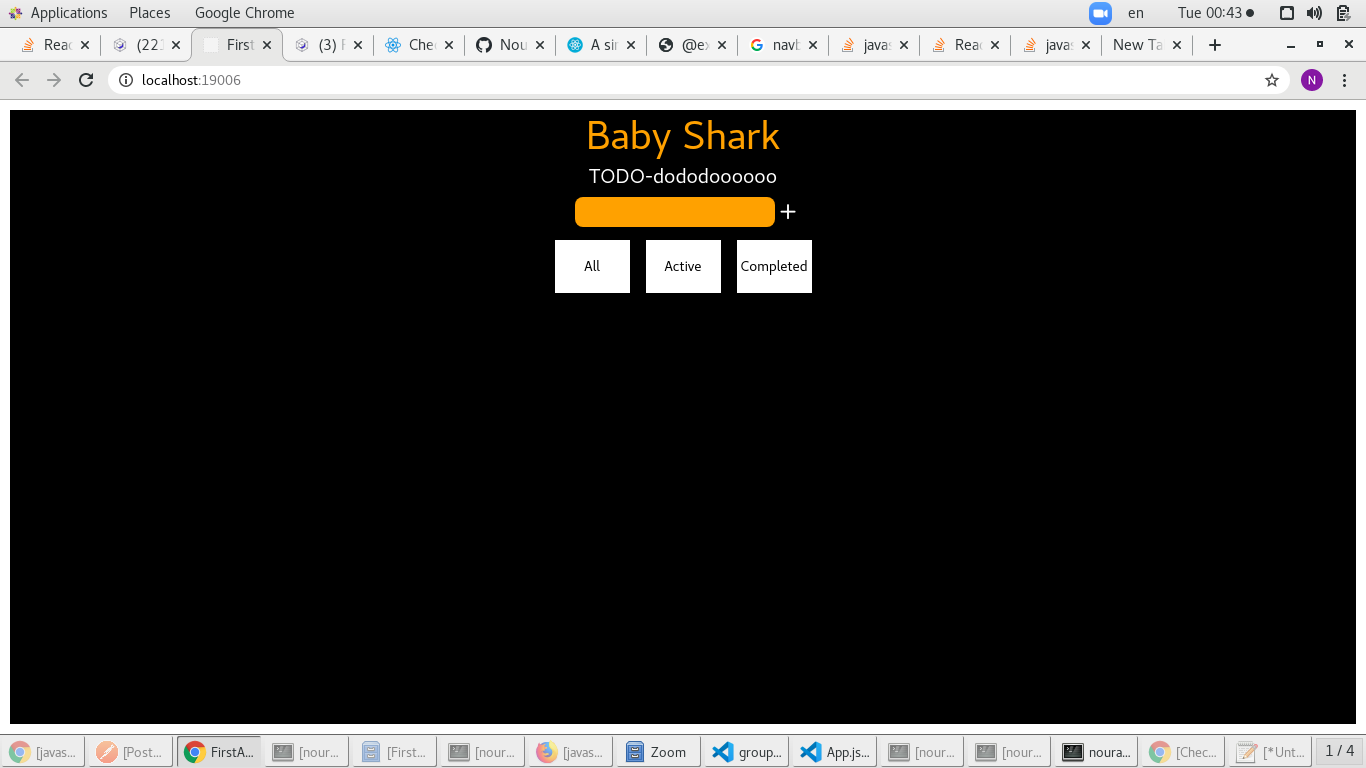 Applications Places Google Chrome en Tue 00:43
Reac (221 First (3) F Chec Nou A sir @ex navb javas Reac javas New Ta
localhost:19006 N
Baby Shark
TODO-dododoooooo
+
All Active Completed
[javas... [Post... FirstA... [nour... [First... [nour... [javas... Zoom group... App.js... [nour... [nour... noura... [Chec... [*Unt... 1 / 4